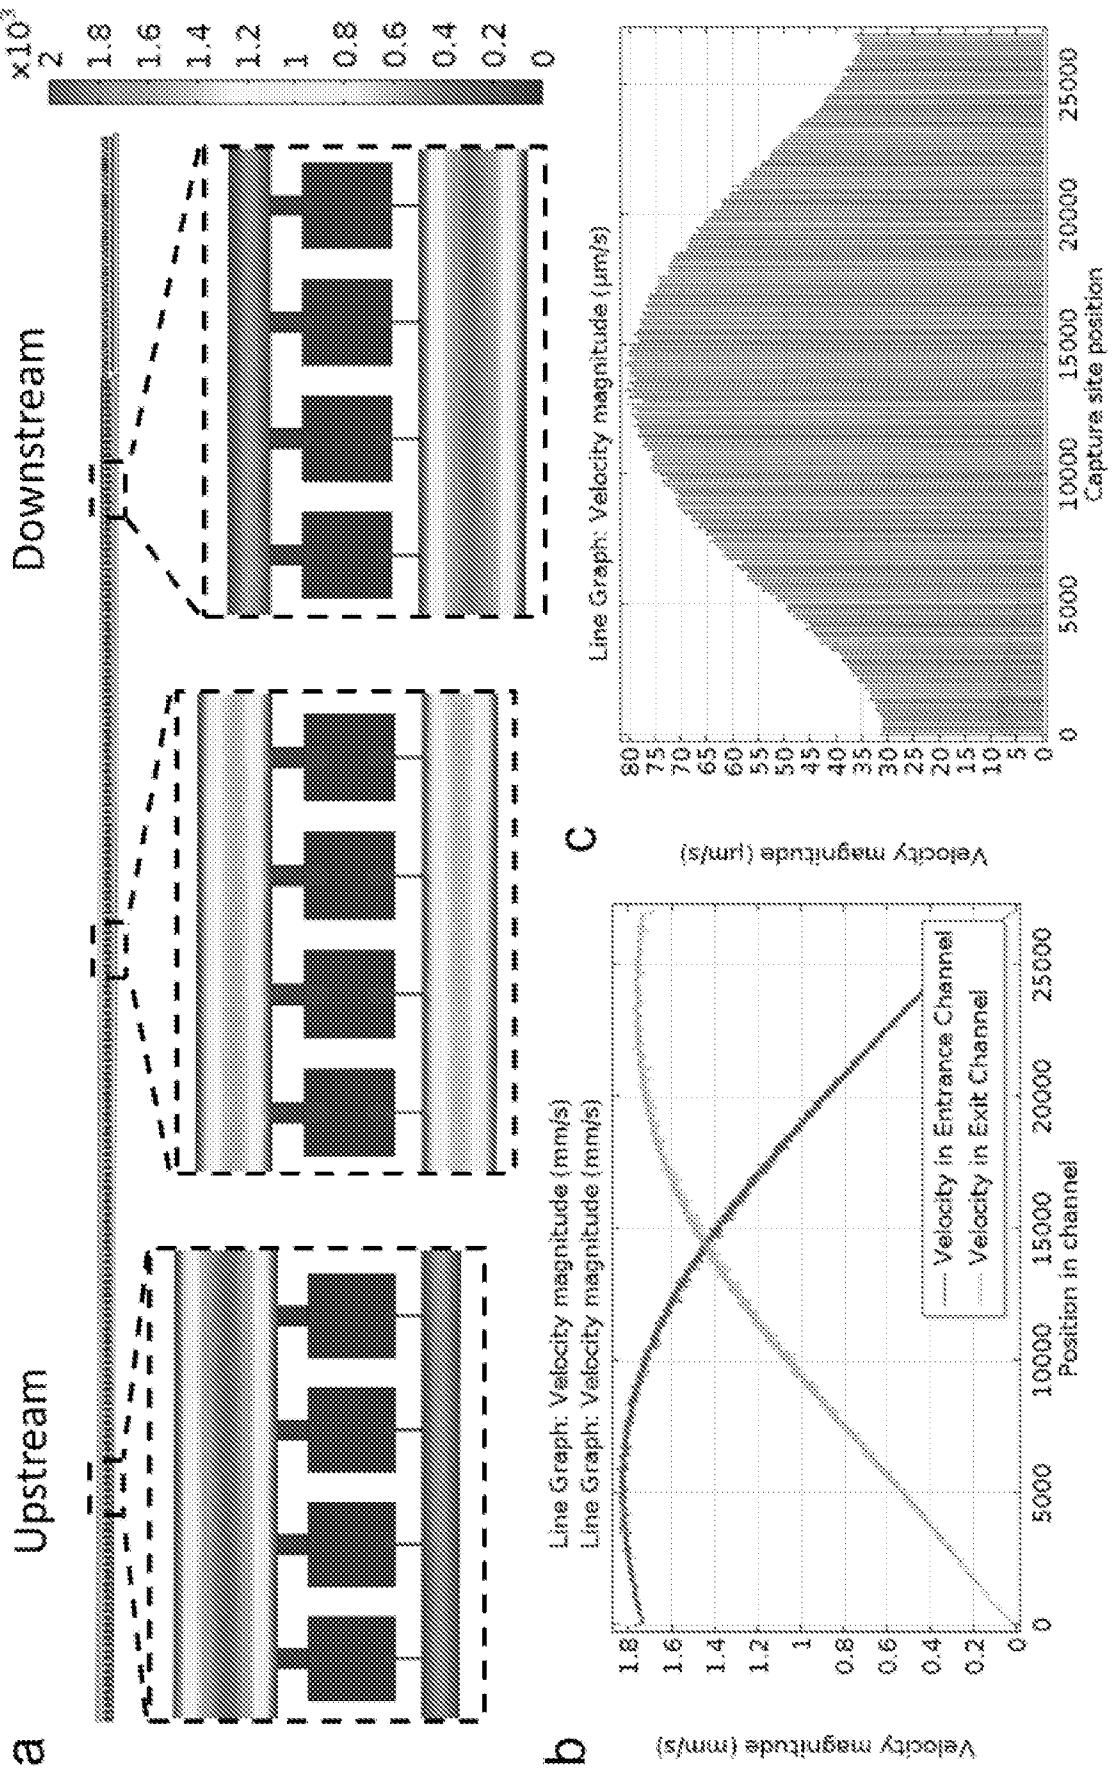 a
Upstream
Downstream
×10³
2
1.8
1.6
1.4
1.2
1
0.8
0.6
0.4
0.2
0
b
Line Graph: Velocity magnitude (mm/s)
Line Graph: Velocity magnitude (mm/s)
Velocity magnitude (mm/s)
1.8
1.6
1.4
1.2
1
0.8
0.6
0.4
0.2
0
Velocity in Entrance Channel
Velocity in Exit Channel
0 5000 10000 15000 20000 25000
Position in channel
c
Line Graph: Velocity magnitude (μm/s)
Velocity magnitude (μm/s)
80
75
70
65
60
55
50
45
40
35
30
25
20
15
10
5
0
0 5000 10000 15000 20000 25000
Capture site position